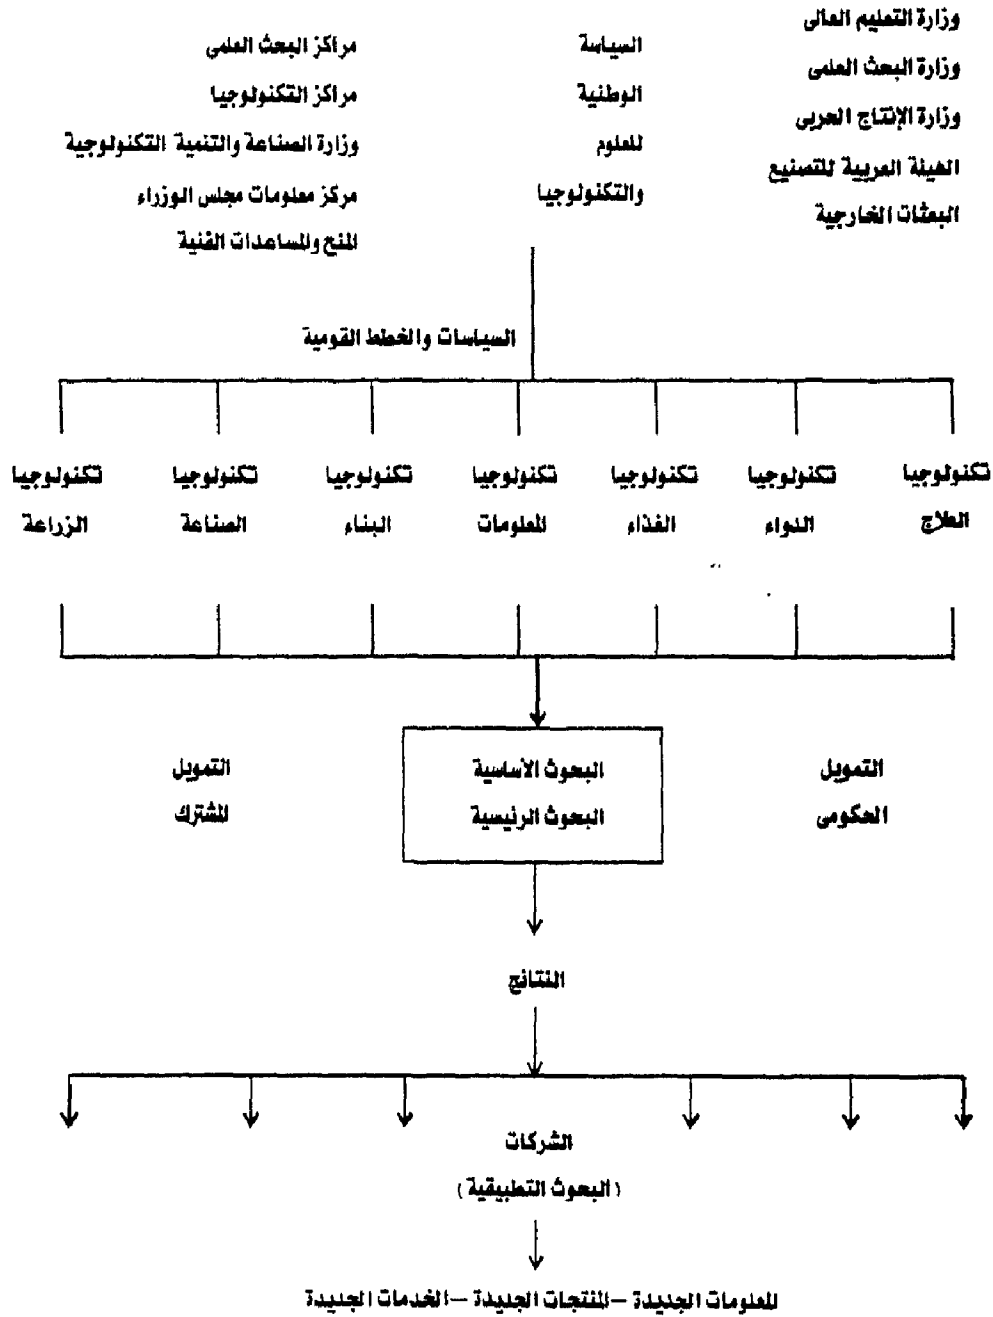 وزارة التعليم العالى
وزارة البحث العلمى
وزارة الإنتاج الحربى
الهيئة العربية للتصنيع
البعثات الخارجية
السياسة
الوطنية
للعلوم
والتكنولوجيا
مراكز البحث العلمى
مراكز التكنولوجيا
وزارة الصناعة والتنمية التكنولوجية
مركز معلومات مجلس الوزراء
المنح والمساعدات الفنية
السياسات والخطط القومية
تكنولوجيا
العلاج
تكنولوجيا
الدواء
تكنولوجيا
الغذاء
تكنولوجيا
المعلومات
تكنولوجيا
البناء
تكنولوجيا
الصناعة
تكنولوجيا
الزراعة
التمويل
الحكومى
البحوث الأساسية
البحوث الرئيسية
التمويل
المشترك
النتائج
الشركات
(البحوث التطبيقية)
المعلومات الجديدة – المنتجات الجديدة – الخدمات الجديدة